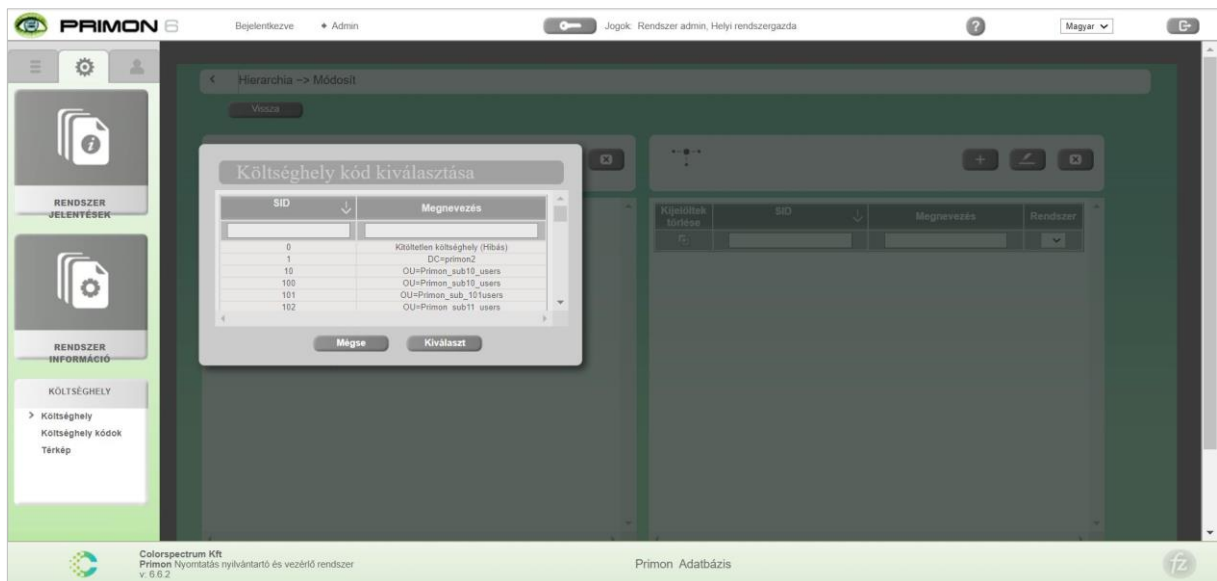 PRIMON 6
Bejelentkezve
Admin
Jogok: Rendszer admin, Helyi rendszergazda
?
Magyar
Hierarchia -> Módosít
Vissza
RENDSZER
JELENTÉSEK
RENDSZER
INFORMÁCIÓ
KÖLTSÉGHELY
> Költséghely
Költséghely kódok
Térkép
Költséghely kód kiválasztása
SID Megnevezés
0 Kitöltetlen költséghely (Hibás)
1 DC=primon2
10 OU=Primon_sub10_users
100 OU=Primon_sub10_users
101 OU=Primon_sub_101users
102 OU=Primon_sub11_users
Mégse Kiválaszt
Kijelöltek
törlése SID Megnevezés Rendszer
Colorspectrum Kft
Primon Nyomtatás nyilvántartó és vezérlő rendszer
v: 6.6.2
Primon Adatbázis
fz